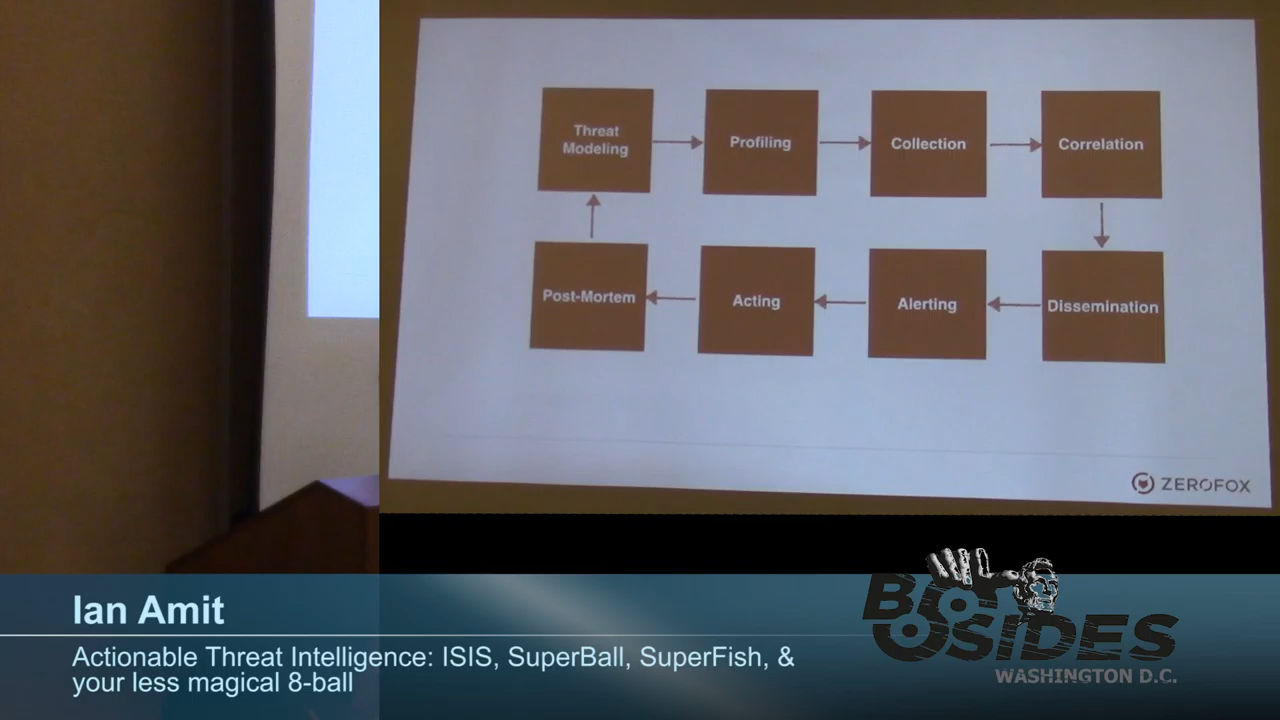 Threat
Modeling
Profiling
Collection
Correlation
Post-Mortem
Acting
Alerting
Dissemination
ZEROFOX
Ian Amit
Actionable Threat Intelligence: ISIS, SuperBall, SuperFish, &
your less magical 8-ball
BSIDES
WASHINGTON D.C.